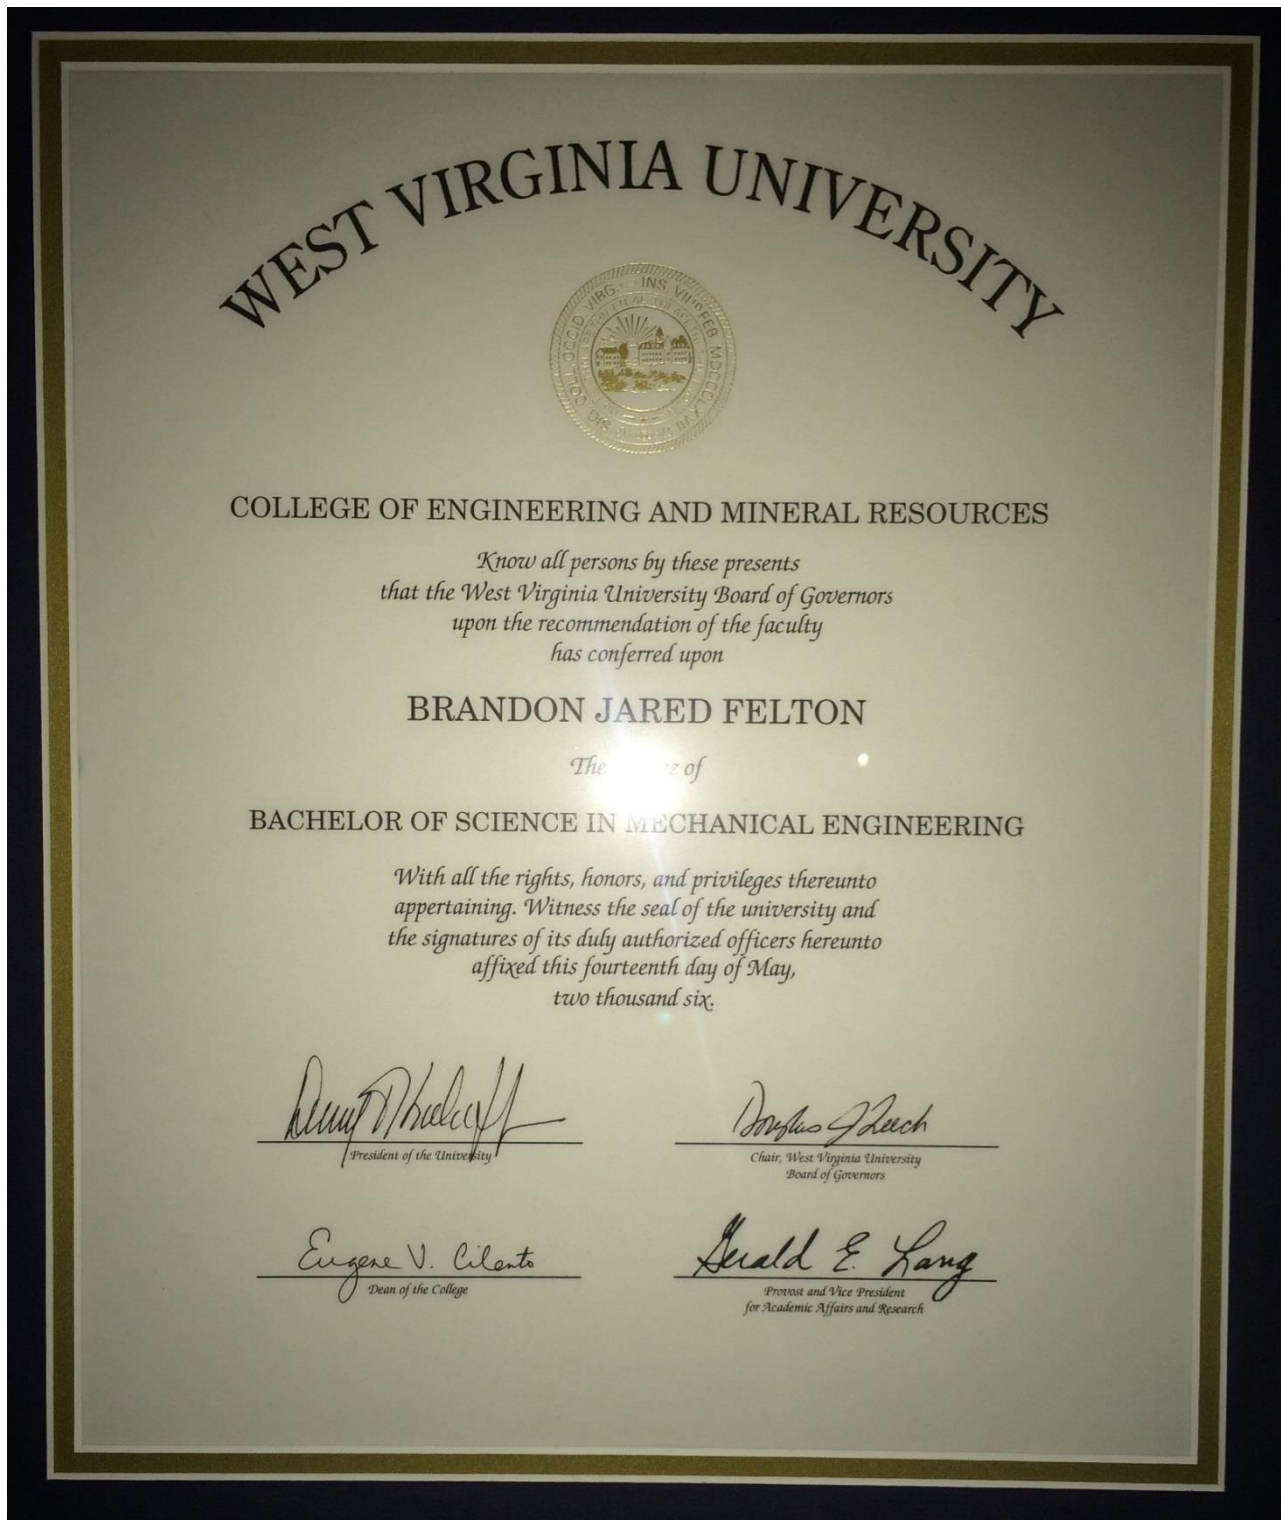 WEST VIRGINIA UNIVERSITY
COLLEGE OF ENGINEERING AND MINERAL RESOURCES
Know all persons by these presents
that the West Virginia University Board of Governors
upon the recommendation of the faculty
has conferred upon
BRANDON JARED FELTON
The of
BACHELOR OF SCIENCE IN MECHANICAL ENGINEERING
With all the rights, honors, and privileges thereunto
appertaining. Witness the seal of the university and
the signatures of its duly authorized officers hereunto
affixed this fourteenth day of May,
two thousand six.
Douglas J Leech
President of the University
Chair, West Virginia University
Board of Governors
Eugene V. Cilento
Gerald E. Lang
Dean of the College
Provost and Vice President
for Academic Affairs and Research